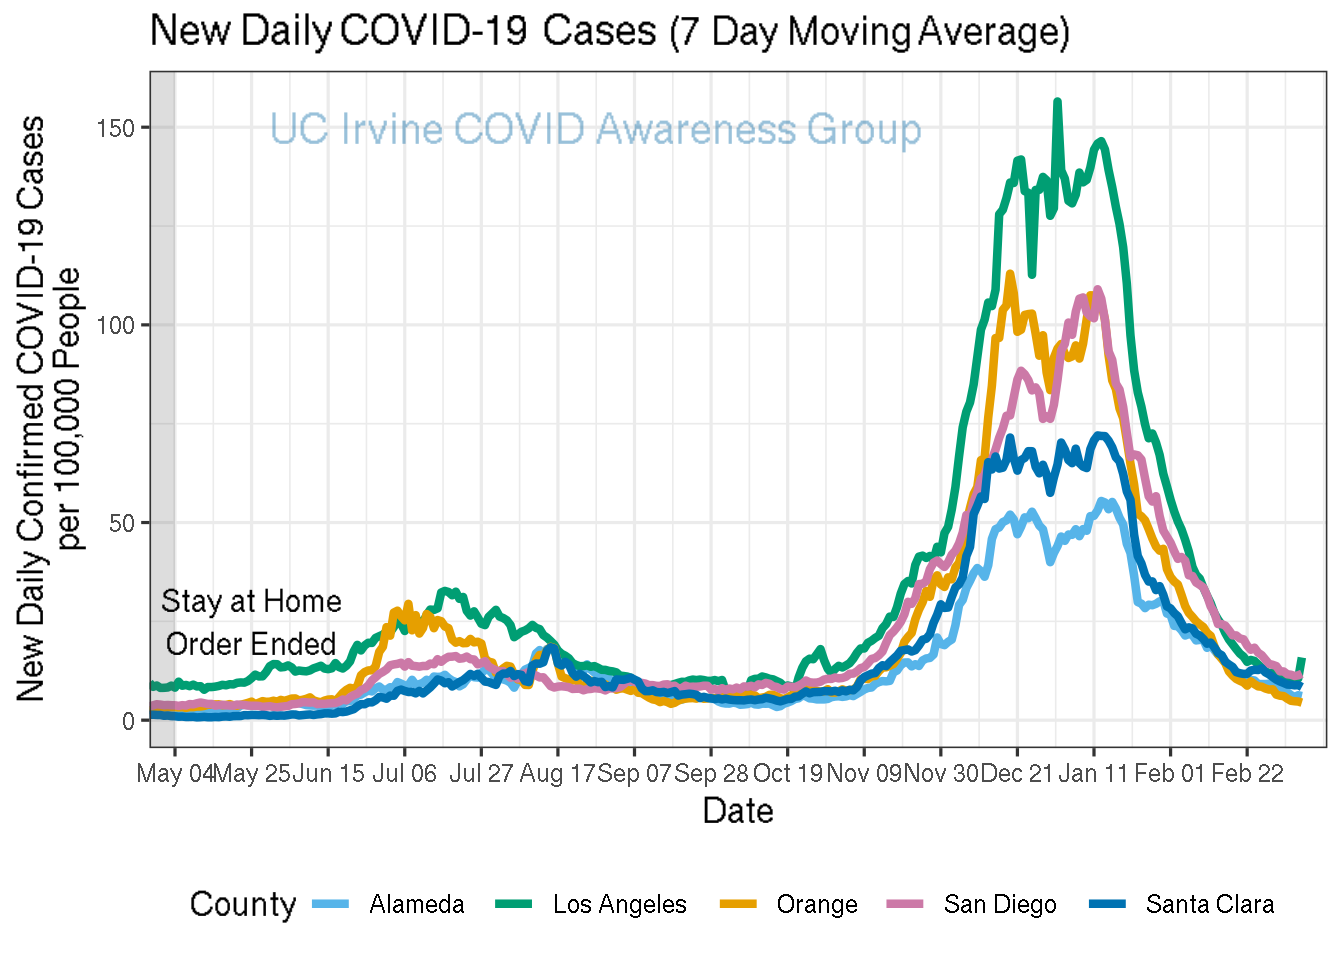 New Daily COVID-19 Cases (7 Day Moving Average)
UC Irvine COVID Awareness Group
New Daily Confirmed COVID-19 Cases
per 100,000 People
150
100
50
0
Stay at Home
Order Ended
May 04 May 25 Jun 15 Jul 06 Jul 27 Aug 17 Sep 07 Sep 28 Oct 19 Nov 09 Nov 30 Dec 21 Jan 11 Feb 01 Feb 22
Date
County Alameda Los Angeles Orange San Diego Santa Clara